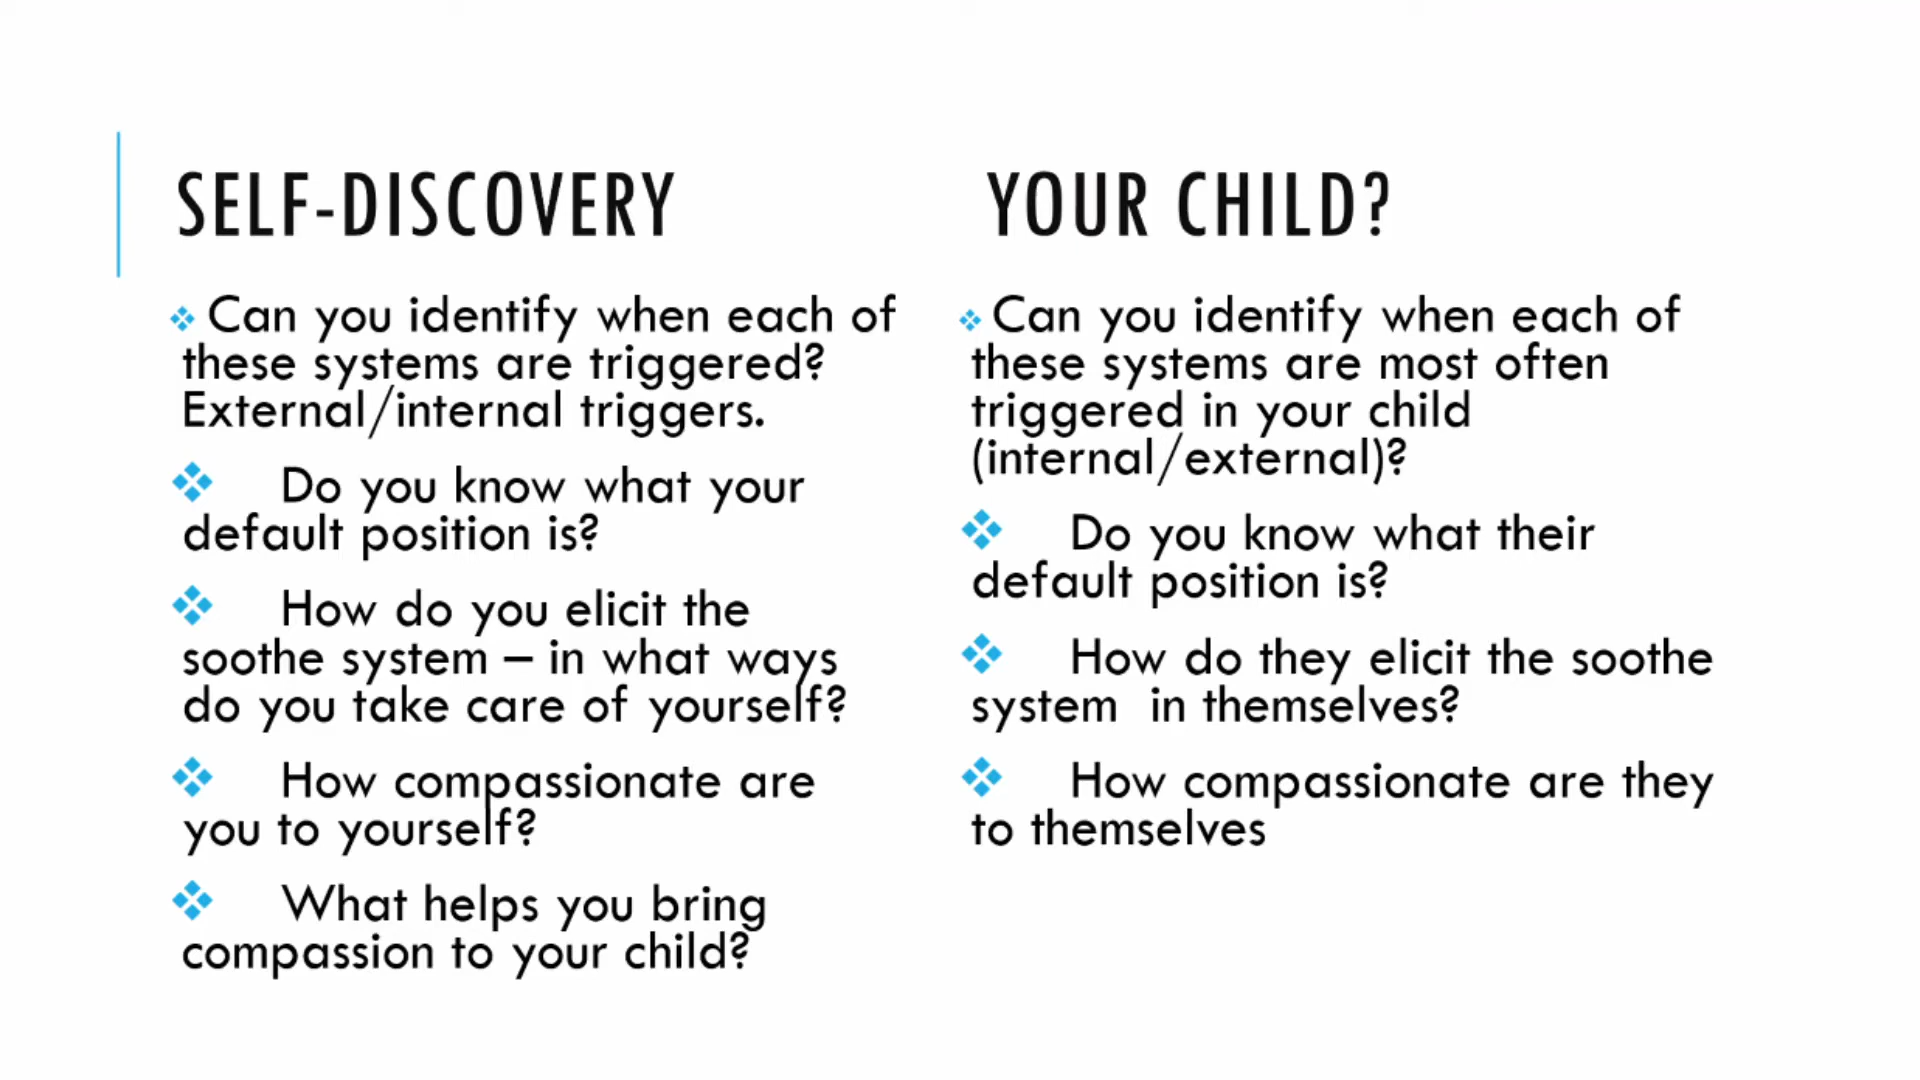 SELF-DISCOVERY
Can you identify when each of
these systems are triggered?
External/internal triggers.
Do you know what your
default position is?
How do you elicit the
soothe system – in what ways
do you take care of yourself?
How compassionate are
you to yourself?
What helps you bring
compassion to your child?
YOUR CHILD?
Can you identify when each of
these systems are most often
triggered in your child
(internal/external)?
Do you know what their
default position is?
How do they elicit the soothe
system  in themselves?
How compassionate are they
to themselves